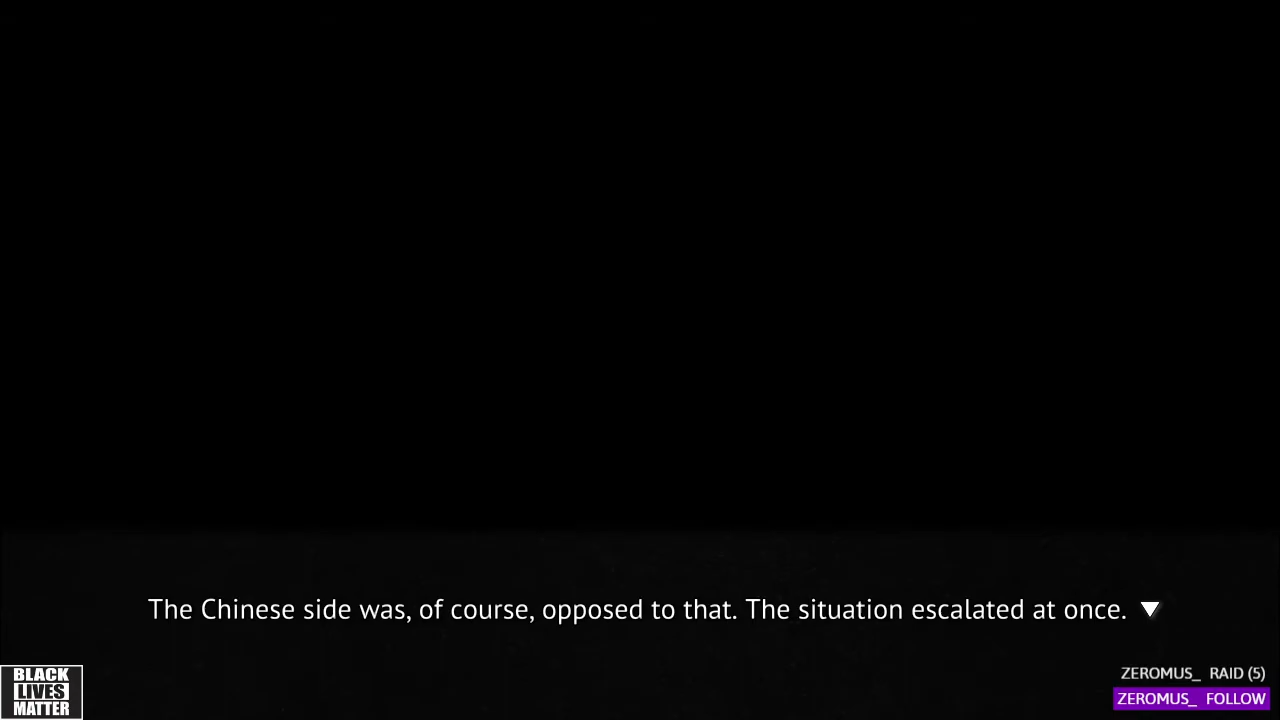 The Chinese side was, of course, opposed to that. The situation escalated at once.
BLACK
LIVES
MATTER
ZEROMUS_ RAID (5)
ZEROMUS_ FOLLOW